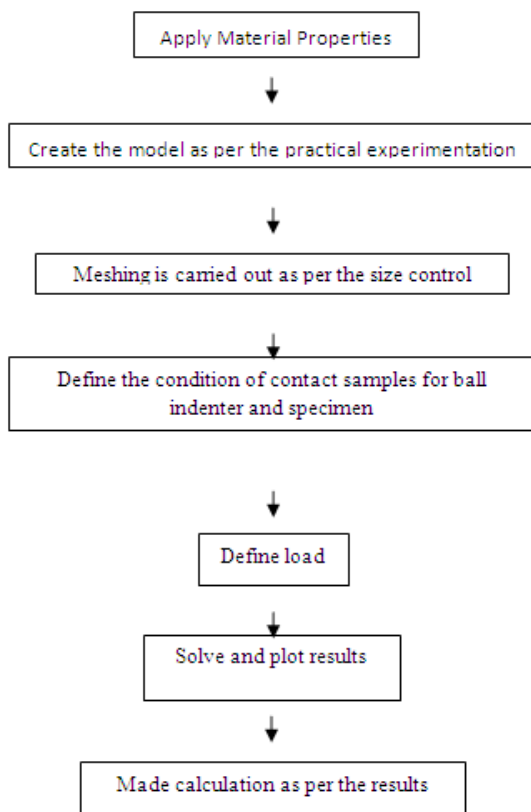 Apply Material Properties
Create the model as per the practical experimentation
Meshing is carried out as per the size control
Define the condition of contact samples for ball
indenter and specimen
Define load
Solve and plot results
Made calculation as per the results